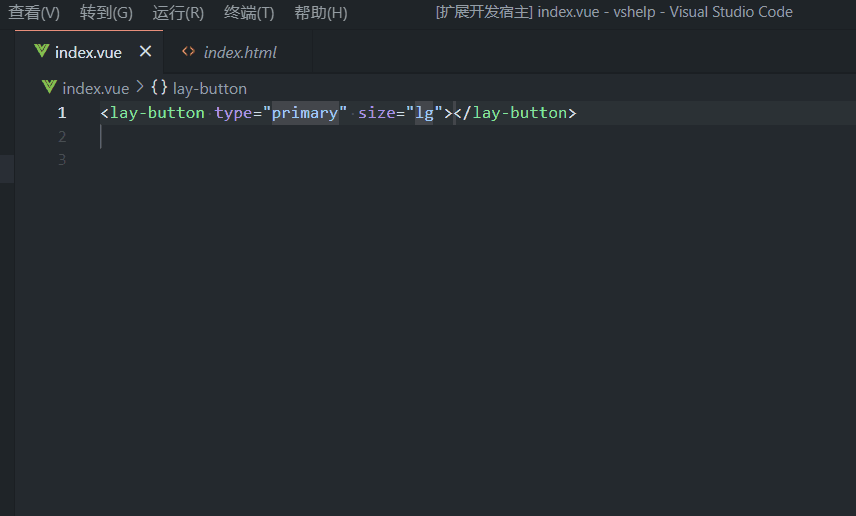 查看(V) 转到(G) 运行(R) 终端(T) 帮助(H) [扩展开发宿主] index.vue - vshelp - Visual Studio Code
index.vue index.html
index.vue > {} lay-button
1 <lay-button type="primary" size="lg"></lay-button>
2
3